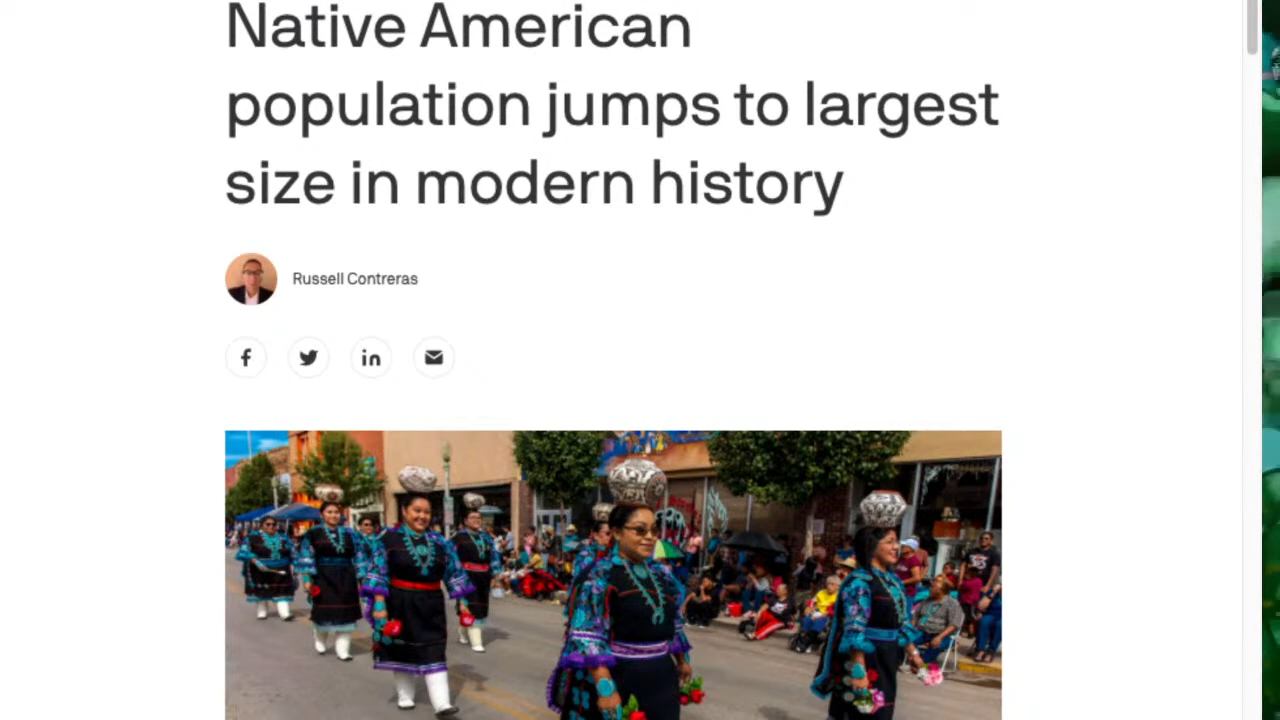 Native American
population jumps to largest
size in modern history
Russell Contreras